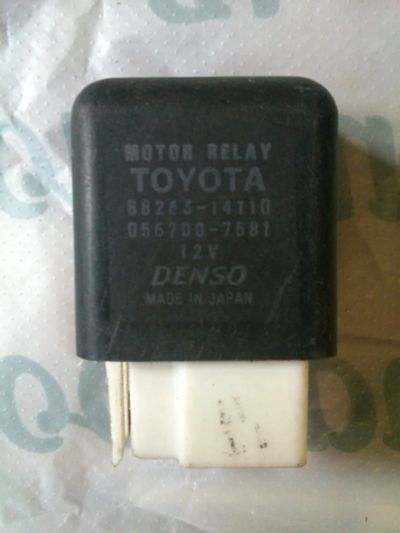 MOTOR RELAY
TOYOTA
88263-14110
056700-7581
12V
DENSO
MADE IN JAPAN